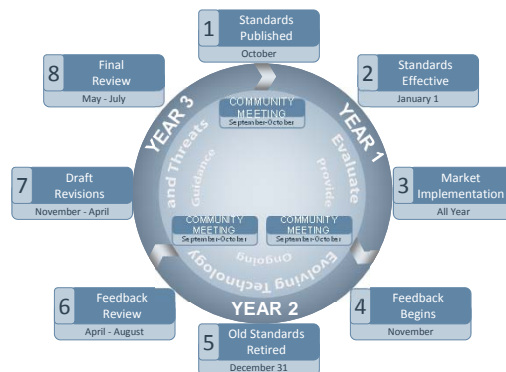 1
Standards
Published
October
2
Standards
Effective
January 1
3
Market
Implementation
All Year
4
Feedback
Begins
November
5
Old Standards
Retired
December 31
6
Feedback
Review
April - August
7
Draft
Revisions
November - April
8
Final
Review
May - July
YEAR 1
YEAR 2
YEAR 3
Evaluate
Evolving Technology
and Threats
Provide
Ongoing
Guidance
COMMUNITY
MEETING
September-October
COMMUNITY
MEETING
September-October
COMMUNITY
MEETING
September-October